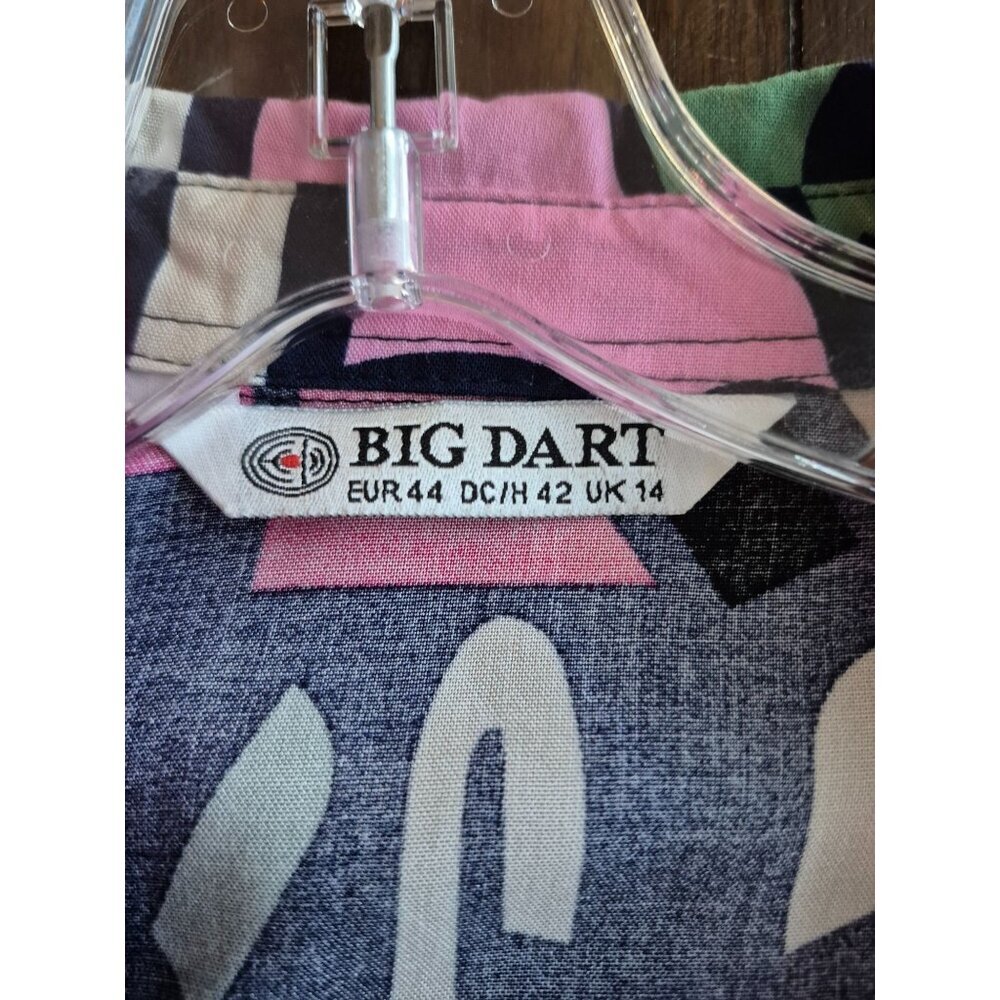 BIG DART
EUR 44 DC/H 42 UK 14